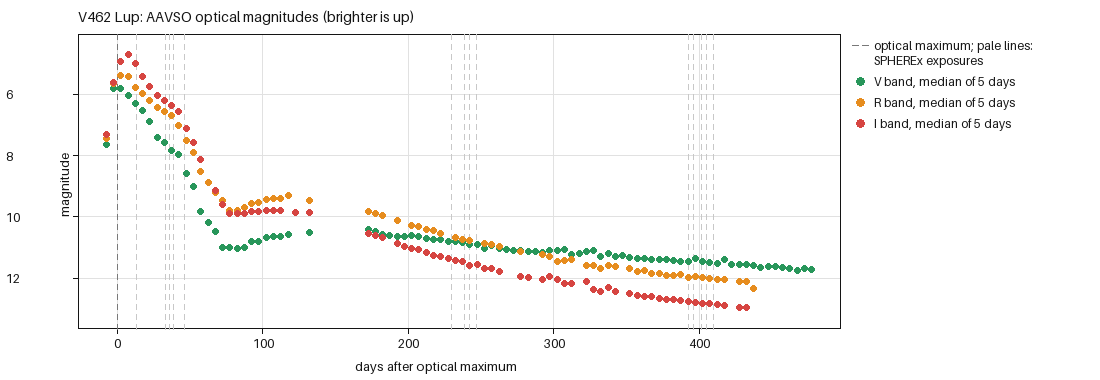 V462 Lup: AAVSO optical magnitudes (brighter is up)
optical maximum; pale lines:
SPHEREx exposures
V band, median of 5 days
R band, median of 5 days
I band, median of 5 days
magnitude
6
8
10
12
0
100
200
300
400
days after optical maximum